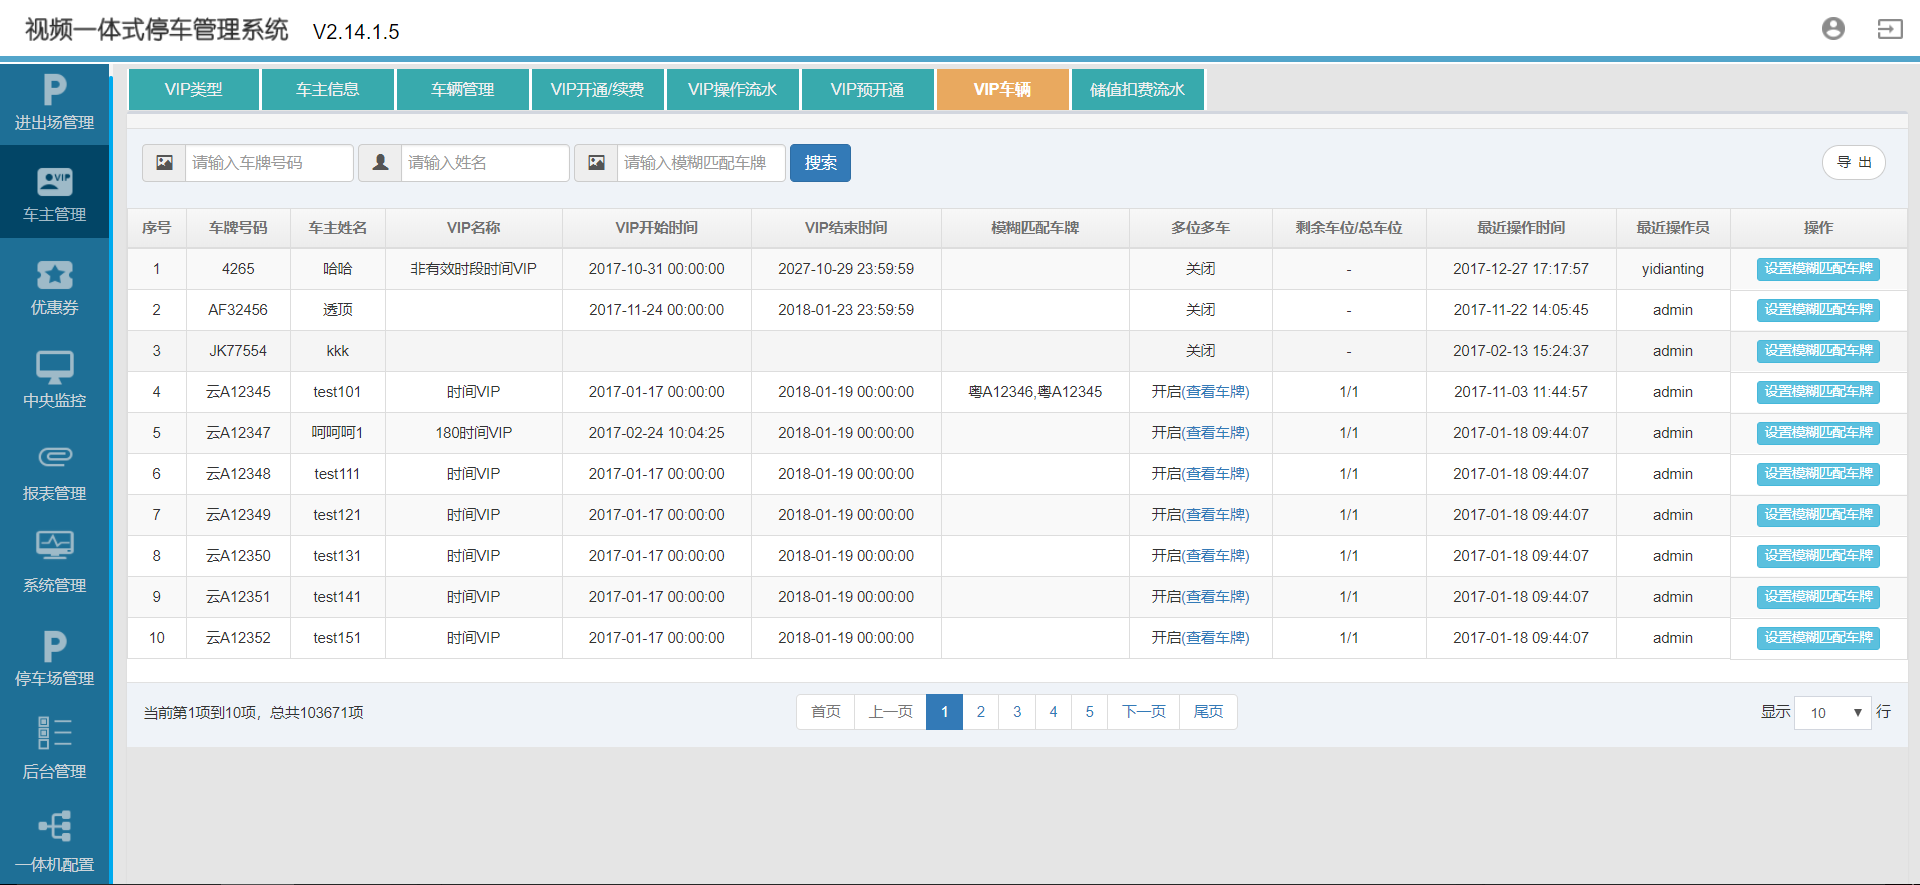 视频一体式停车管理系统 V2.14.1.5
进出场管理
车主管理
优惠券
中央监控
报表管理
系统管理
停车场管理
后台管理
一体机配置
VIP类型 车主信息 车辆管理 VIP开通/续费 VIP操作流水 VIP预开通 VIP车辆 储值扣费流水
请输入车牌号码 请输入姓名 请输入模糊匹配车牌 搜索 导 出
序号 车牌号码 车主姓名 VIP名称 VIP开始时间 VIP结束时间 模糊匹配车牌 多位多车 剩余车位/总车位 最近操作时间 最近操作员 操作
1 4265 哈哈 非有效时段时间VIP 2017-10-31 00:00:00 2027-10-29 23:59:59 关闭 - 2017-12-27 17:17:57 yidianting 设置模糊匹配车牌
2 AF32456 透顶 2017-11-24 00:00:00 2018-01-23 23:59:59 关闭 - 2017-11-22 14:05:45 admin 设置模糊匹配车牌
3 JK77554 kkk 关闭 - 2017-02-13 15:24:37 admin 设置模糊匹配车牌
4 云A12345 test101 时间VIP 2017-01-17 00:00:00 2018-01-19 00:00:00 粤A12346,粤A12345 开启(查看车牌) 1/1 2017-11-03 11:44:57 admin 设置模糊匹配车牌
5 云A12347 呵呵呵1 180时间VIP 2017-02-24 10:04:25 2018-01-19 00:00:00 开启(查看车牌) 1/1 2017-01-18 09:44:07 admin 设置模糊匹配车牌
6 云A12348 test111 时间VIP 2017-01-17 00:00:00 2018-01-19 00:00:00 开启(查看车牌) 1/1 2017-01-18 09:44:07 admin 设置模糊匹配车牌
7 云A12349 test121 时间VIP 2017-01-17 00:00:00 2018-01-19 00:00:00 开启(查看车牌) 1/1 2017-01-18 09:44:07 admin 设置模糊匹配车牌
8 云A12350 test131 时间VIP 2017-01-17 00:00:00 2018-01-19 00:00:00 开启(查看车牌) 1/1 2017-01-18 09:44:07 admin 设置模糊匹配车牌
9 云A12351 test141 时间VIP 2017-01-17 00:00:00 2018-01-19 00:00:00 开启(查看车牌) 1/1 2017-01-18 09:44:07 admin 设置模糊匹配车牌
10 云A12352 test151 时间VIP 2017-01-17 00:00:00 2018-01-19 00:00:00 开启(查看车牌) 1/1 2017-01-18 09:44:07 admin 设置模糊匹配车牌
当前第1项到10项，总共103671项 首页 上一页 1 2 3 4 5 下一页 尾页 显示 10 行